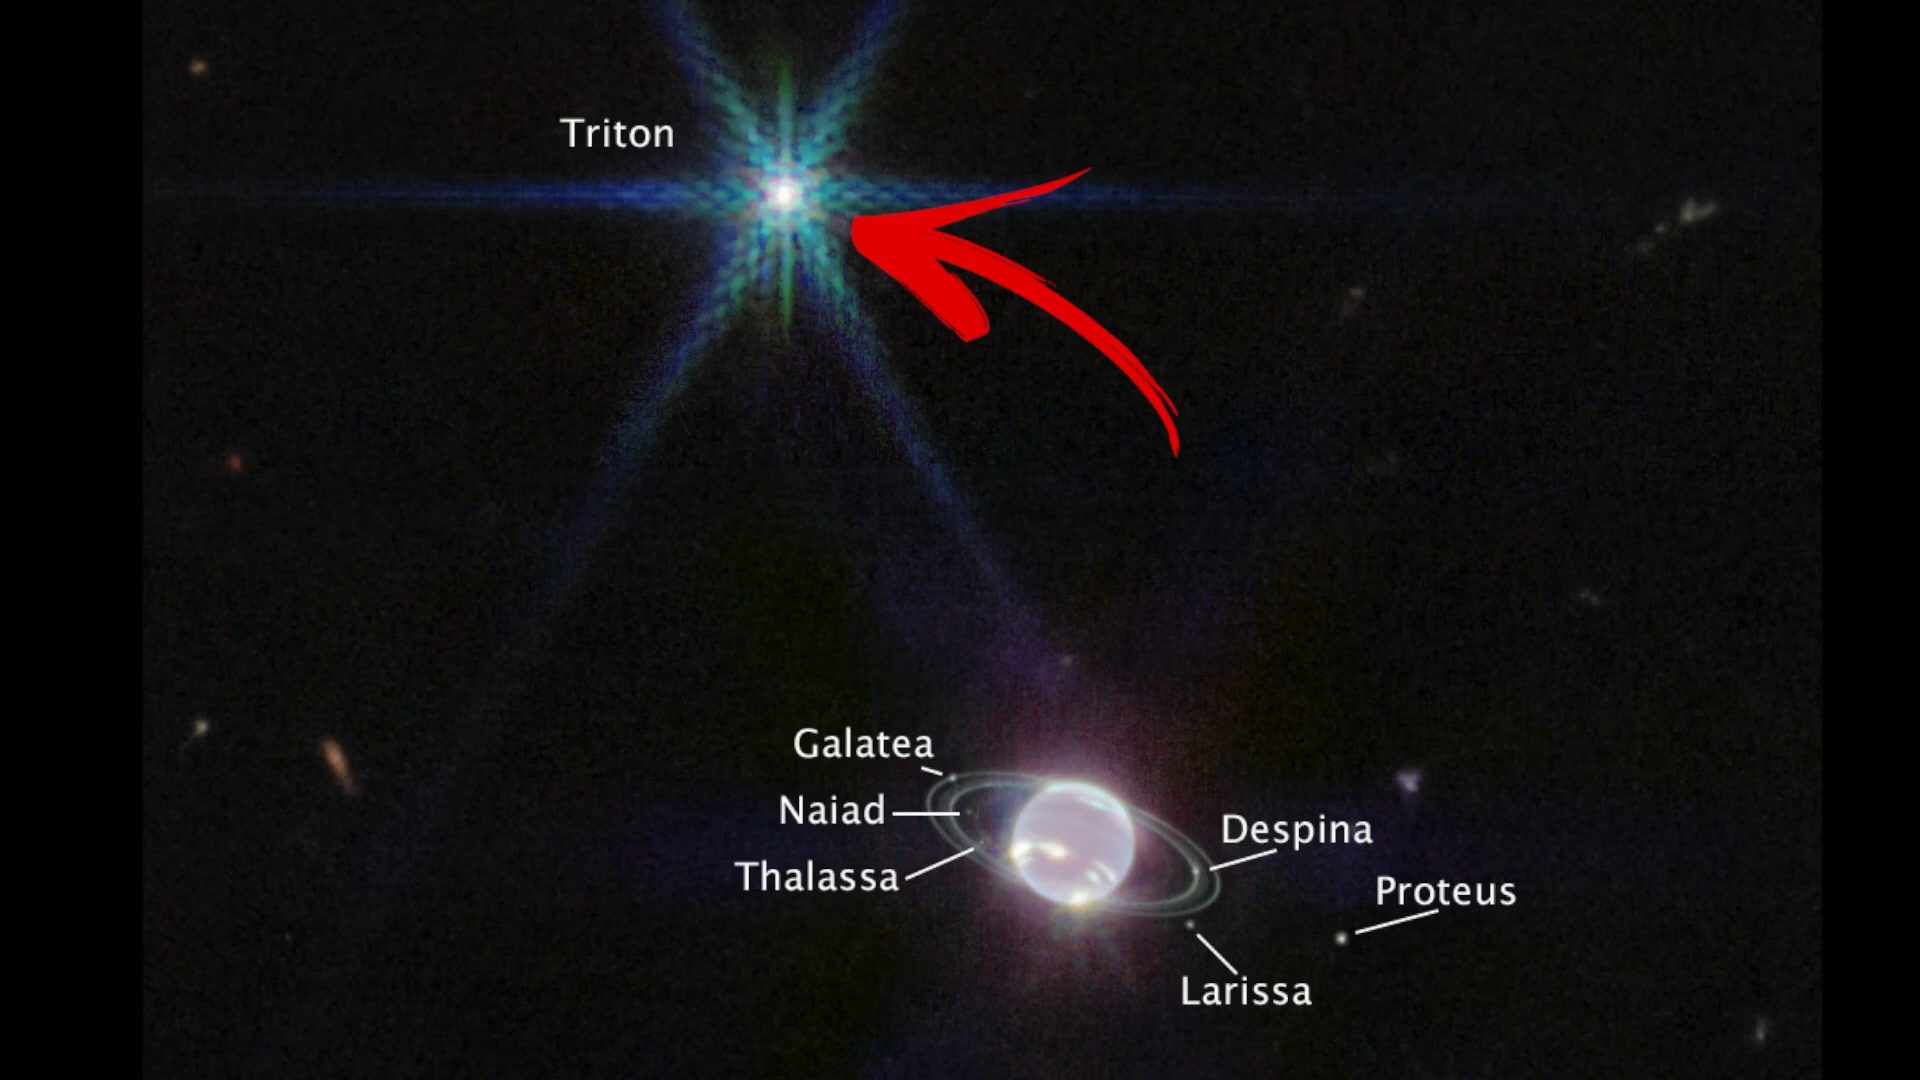 Triton
Galatea
Naiad
Thalassa
Despina
Proteus
Larissa